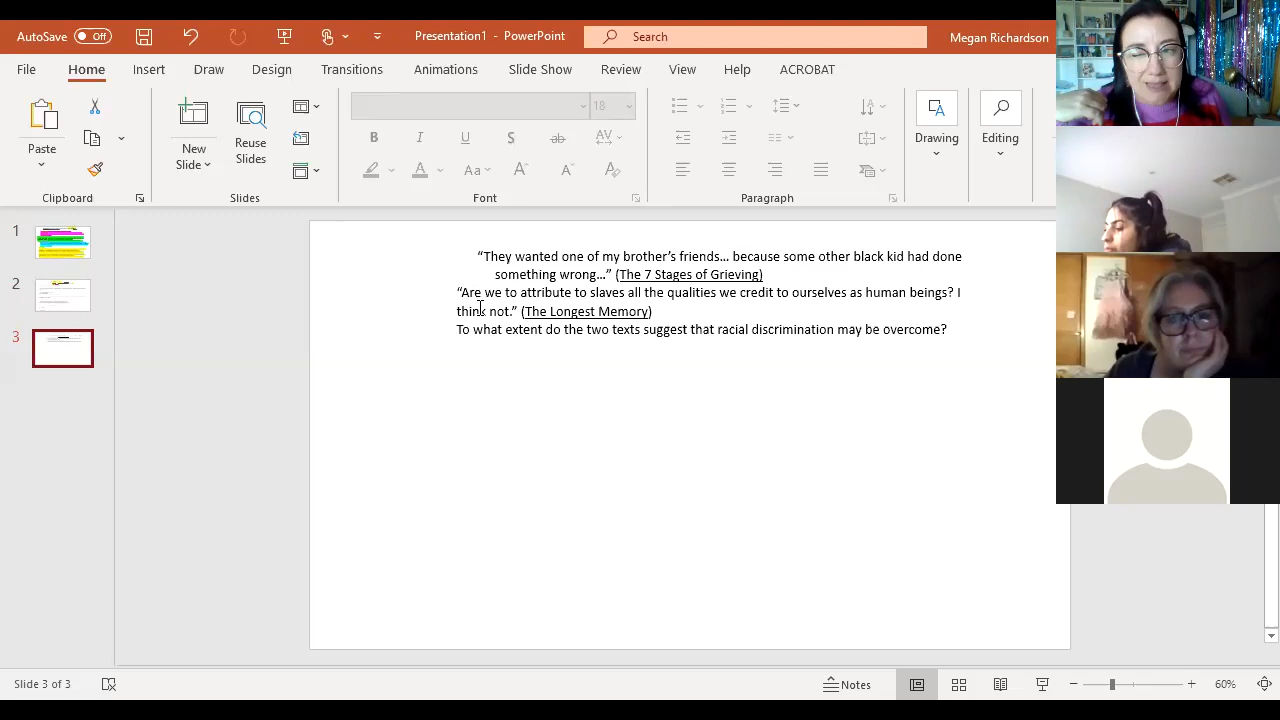 AutoSave Off
Presentation1 - PowerPoint
Search
Megan Richardson
File Home Insert Draw Design Transitions Animations Slide Show Review View Help ACROBAT
18
Paste
New Slide
Reuse Slides
B I U S ab AV
Aa A A
Drawing
Editing
Clipboard
Slides
Font
Paragraph
1
2
3
“They wanted one of my brother’s friends... because some other black kid had done
something wrong...” (The 7 Stages of Grieving)
“Are we to attribute to slaves all the qualities we credit to ourselves as human beings? I
think not.” (The Longest Memory)
To what extent do the two texts suggest that racial discrimination may be overcome?
Slide 3 of 3
Notes
60%